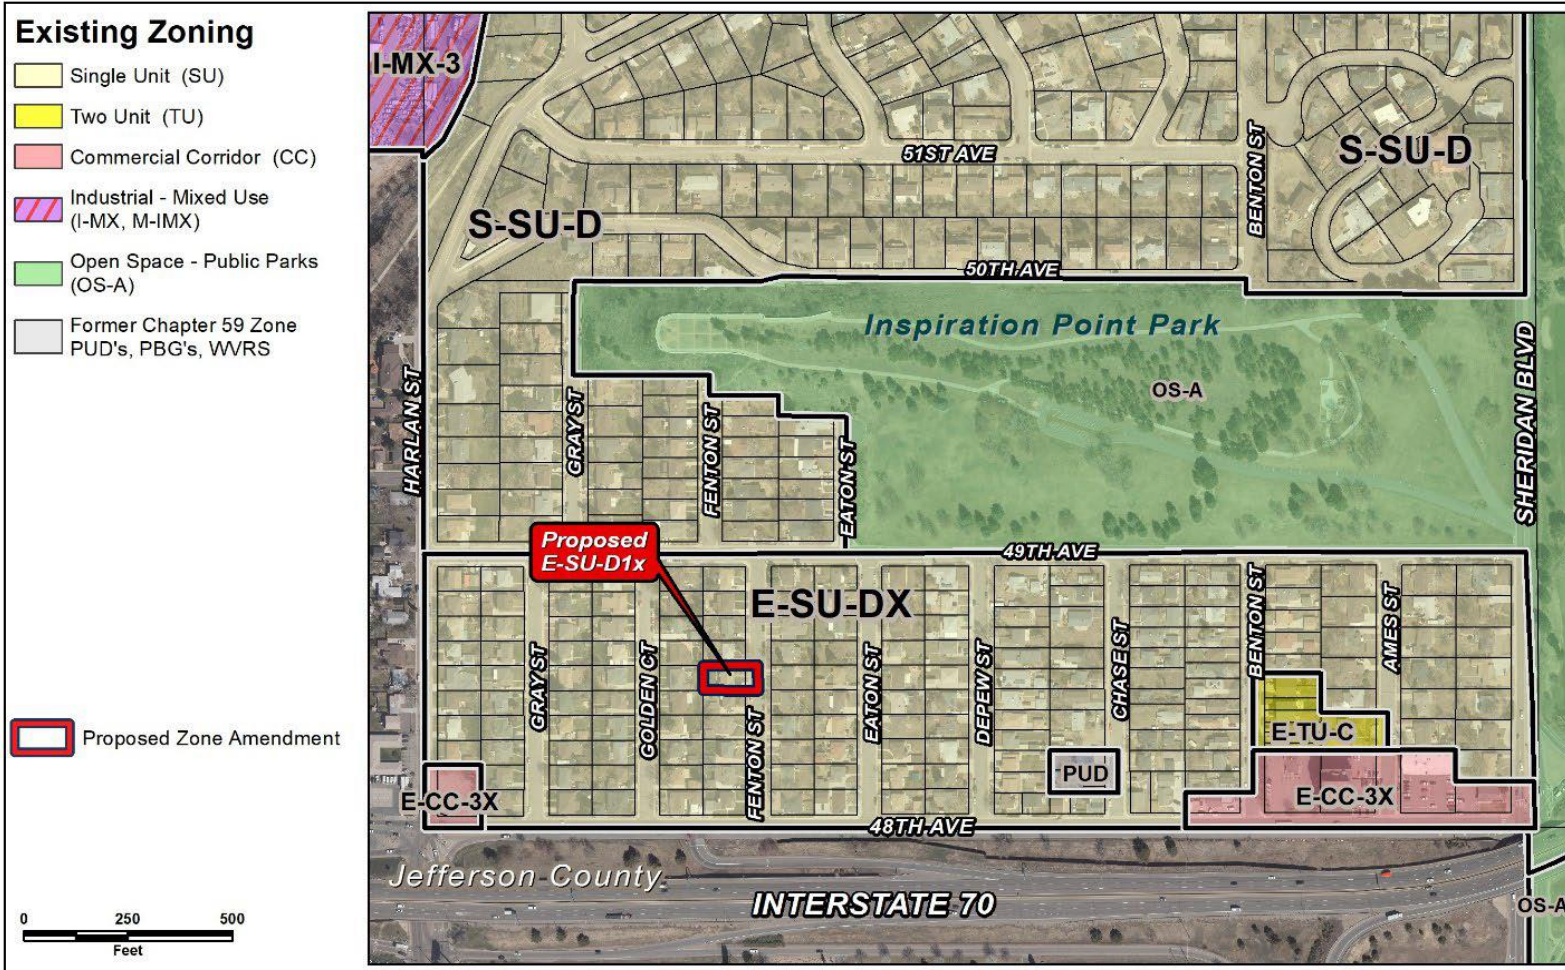 Existing Zoning
Single Unit (SU)
Two Unit (TU)
Commercial Corridor (CC)
Industrial - Mixed Use
(I-MX, M-IMX)
Open Space - Public Parks
(OS-A)
Former Chapter 59 Zone
PUD's, PBG's, WVRS
Proposed Zone Amendment
0 250 500
Feet
I-MX-3
51ST AVE
BENTON ST
S-SU-D
S-SU-D
50TH AVE
Inspiration Point Park
OS-A
SHERIDAN BLVD
HARLAN ST
GRAY ST
FENTON ST
EATON ST
Proposed
E-SU-D1x
49TH AVE
E-SU-DX
GRAY ST
GOLDEN CT
FENTON ST
EATON ST
DEPEW ST
CHASE ST
BENTON ST
AMES ST
E-TU-C
PUD
E-CC-3X
E-CC-3X
48TH AVE
Jefferson County
INTERSTATE 70
OS-A